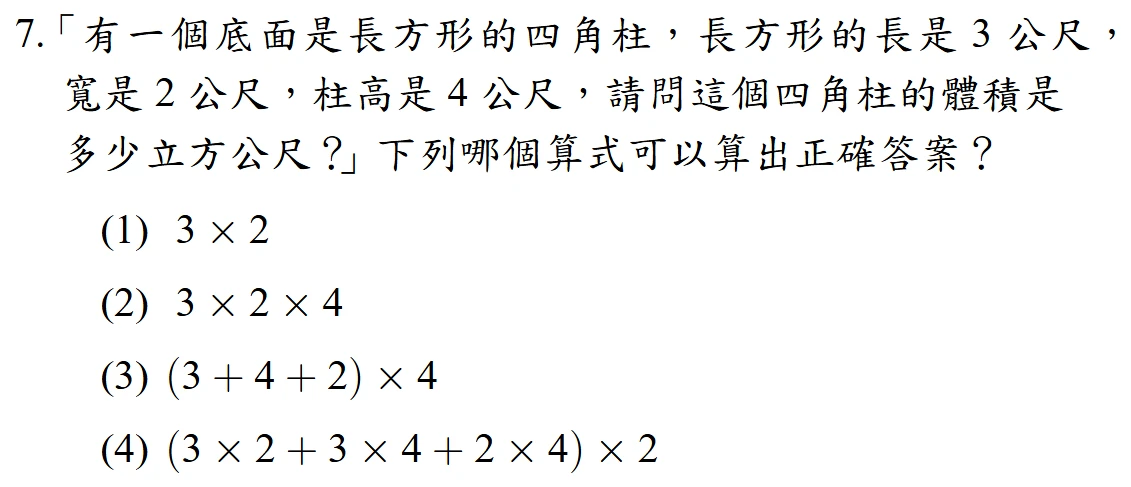 7.「有一個底面是長方形的四角柱，長方形的長是 3 公尺，
寬是 2 公尺，柱高是 4 公尺，請問這個四角柱的體積是
多少立方公尺？」下列哪個算式可以算出正確答案？
(1) 3 × 2
(2) 3 × 2 × 4
(3) (3 + 4 + 2) × 4
(4) (3 × 2 + 3 × 4 + 2 × 4) × 2